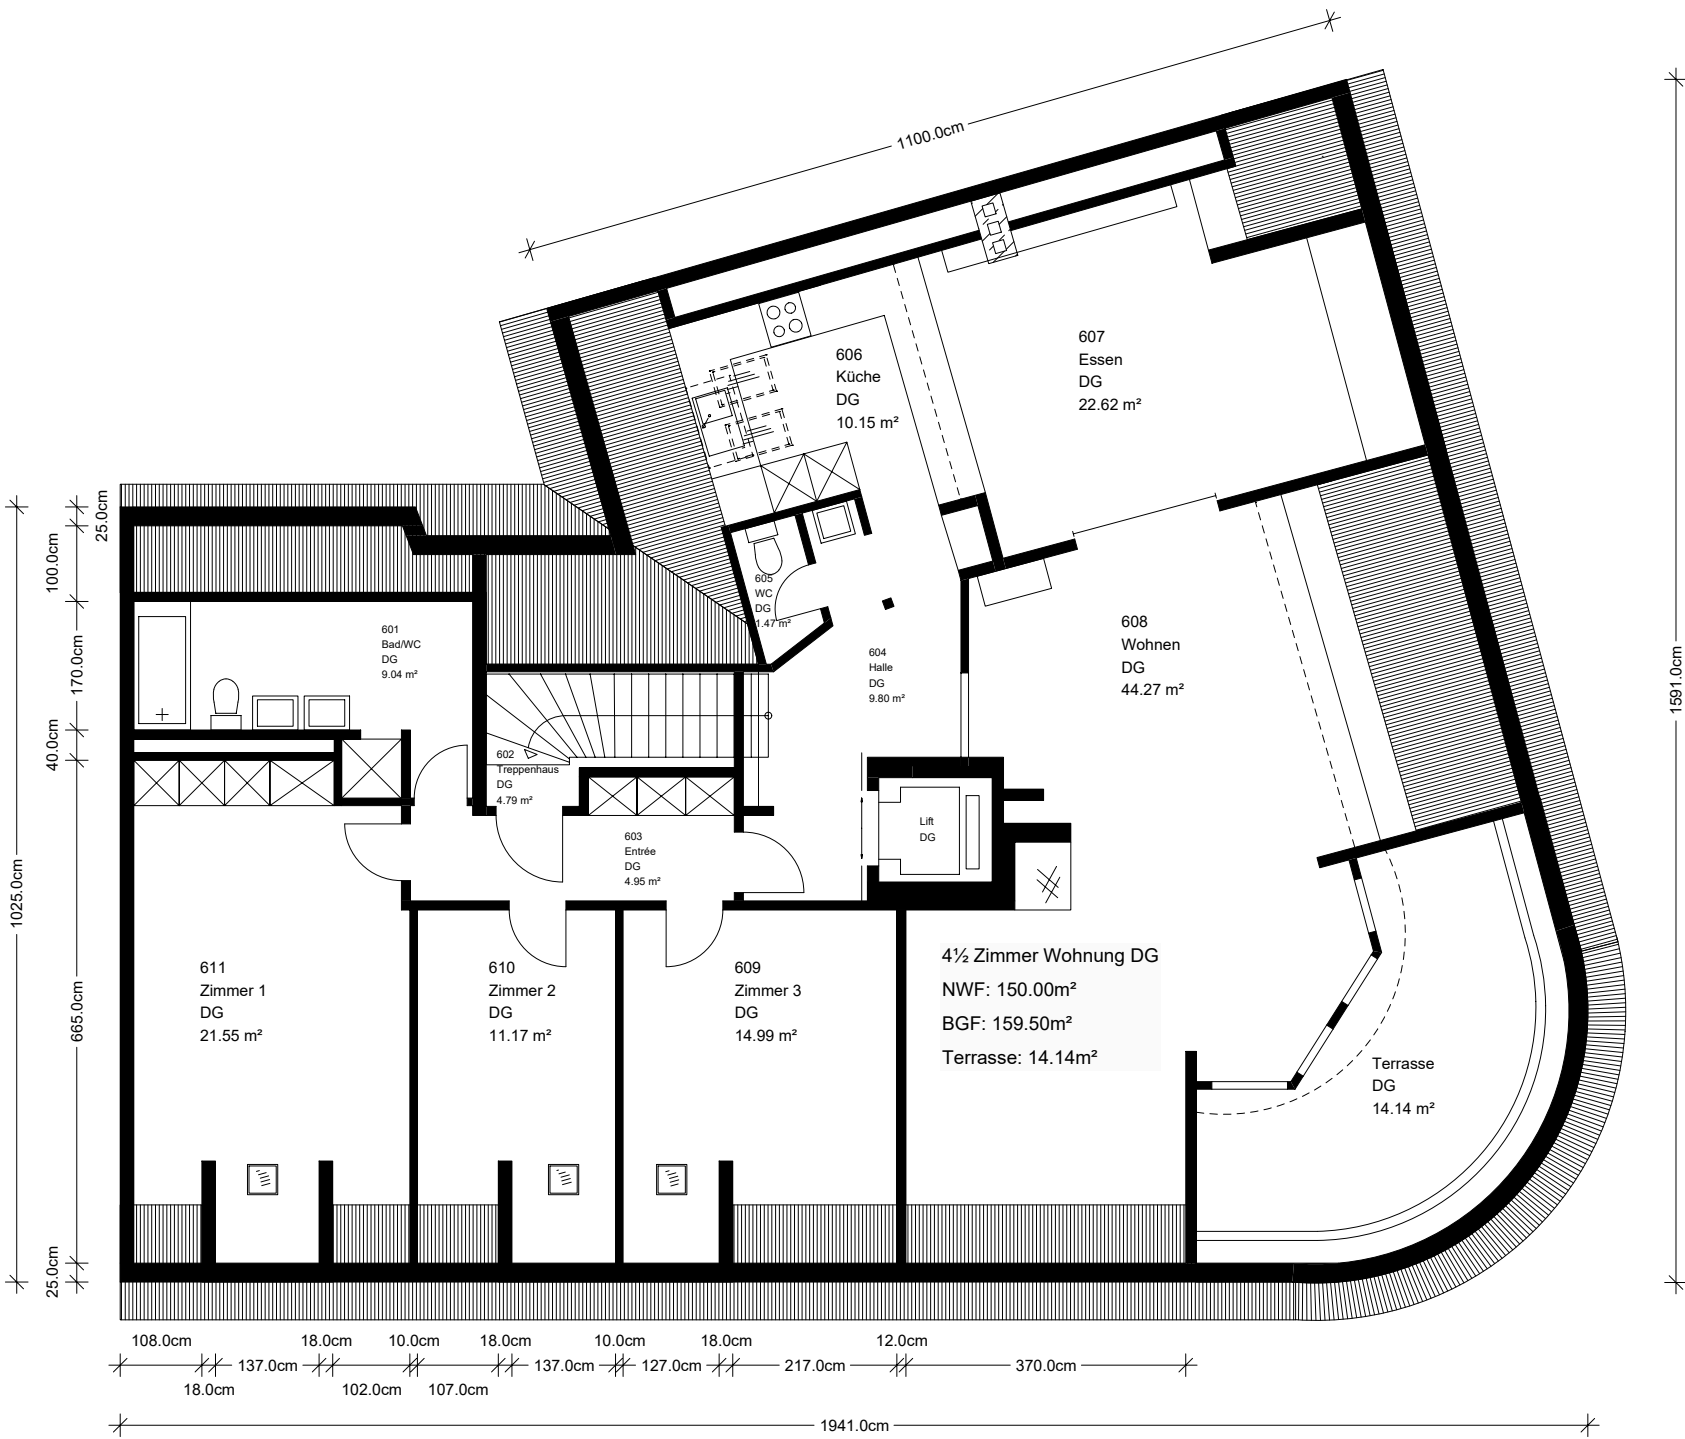 1100.0cm
606
Küche
DG
10.15 m²
607
Essen
DG
22.62 m²
605
WC
DG
1.47 m²
601
Bad/WC
DG
9.04 m²
604
Halle
DG
9.80 m²
608
Wohnen
DG
44.27 m²
602
Treppenhaus
DG
4.79 m²
603
Entrée
DG
4.95 m²
Lift
DG
611
Zimmer 1
DG
21.55 m²
610
Zimmer 2
DG
11.17 m²
609
Zimmer 3
DG
14.99 m²
4½ Zimmer Wohnung DG
NWF: 150.00m²
BGF: 159.50m²
Terrasse: 14.14m²
Terrasse
DG
14.14 m²
25.0cm
100.0cm
170.0cm
40.0cm
665.0cm
25.0cm
1025.0cm
1591.0cm
108.0cm
18.0cm
10.0cm
18.0cm
10.0cm
18.0cm
12.0cm
137.0cm
137.0cm
127.0cm
217.0cm
370.0cm
18.0cm
102.0cm
107.0cm
1941.0cm